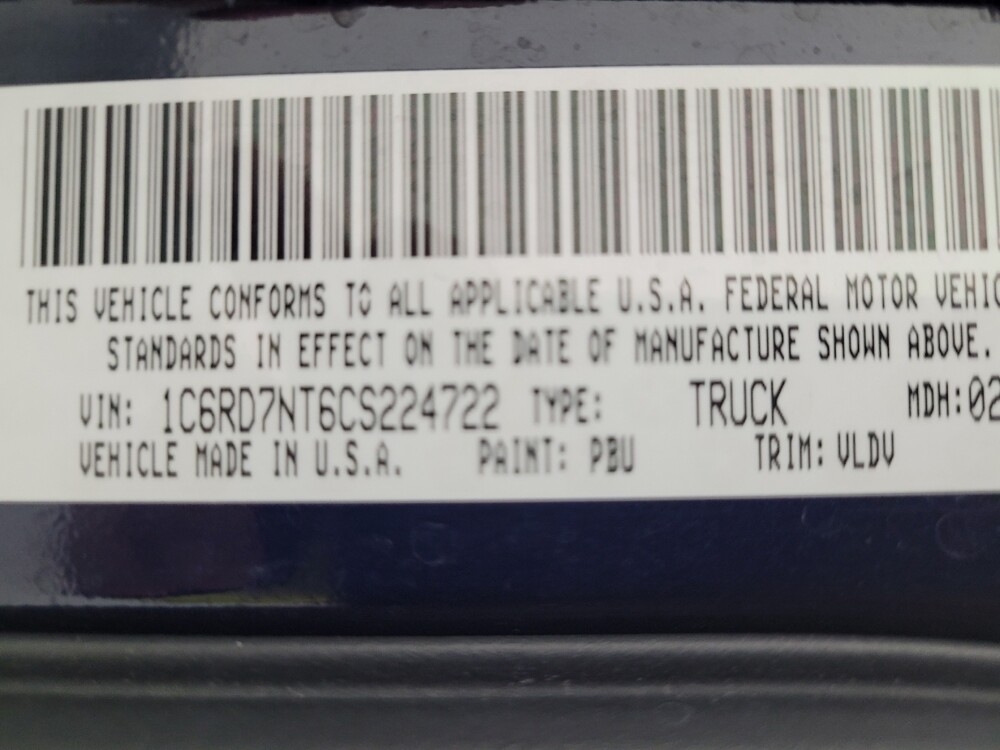 THIS VEHICLE CONFORMS TO ALL APPLICABLE U.S.A. FEDERAL MOTOR VEHIC
STANDARDS IN EFFECT ON THE DATE OF MANUFACTURE SHOWN ABOVE.
VIN: 1C6RD7NT6CS224722 TYPE: TRUCK MDH:02
VEHICLE MADE IN U.S.A. PAINT: PBU TRIM: VLDV